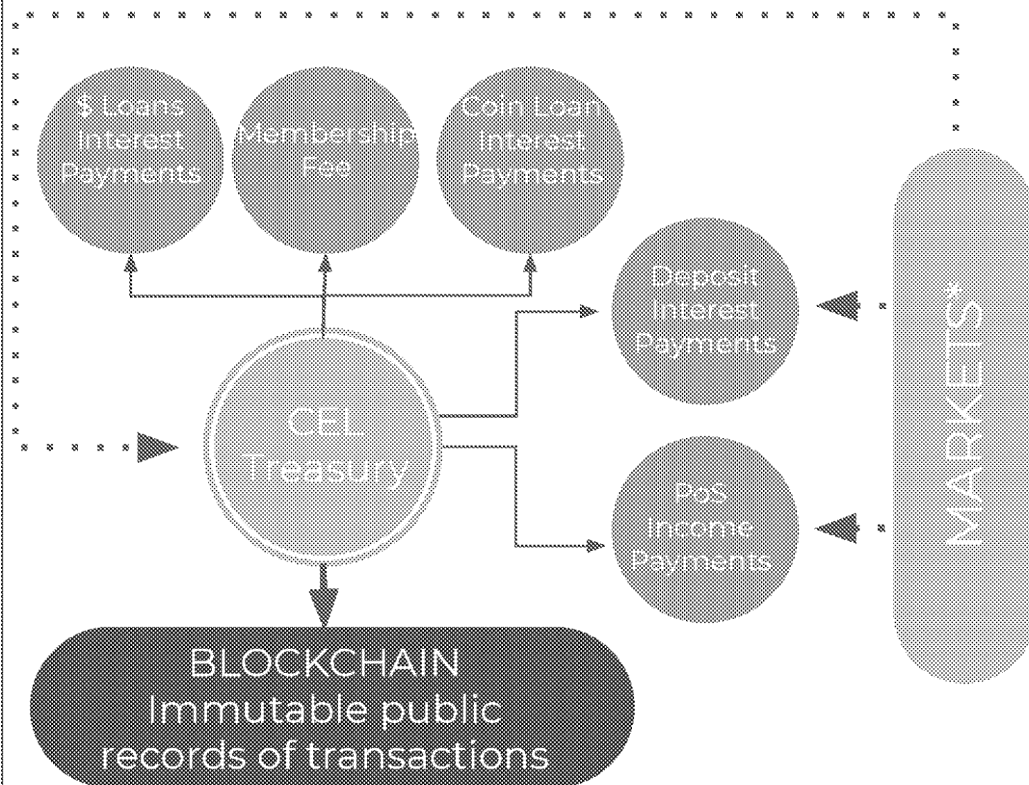 $ Loans
Interest
Payments
Membership
Fee
Coin Loan
Interest
Payments
Deposit
Interest
Payments
MARKETS*
CEL
Treasury
PoS
Income
Payments
BLOCKCHAIN
Immutable public
records of transactions